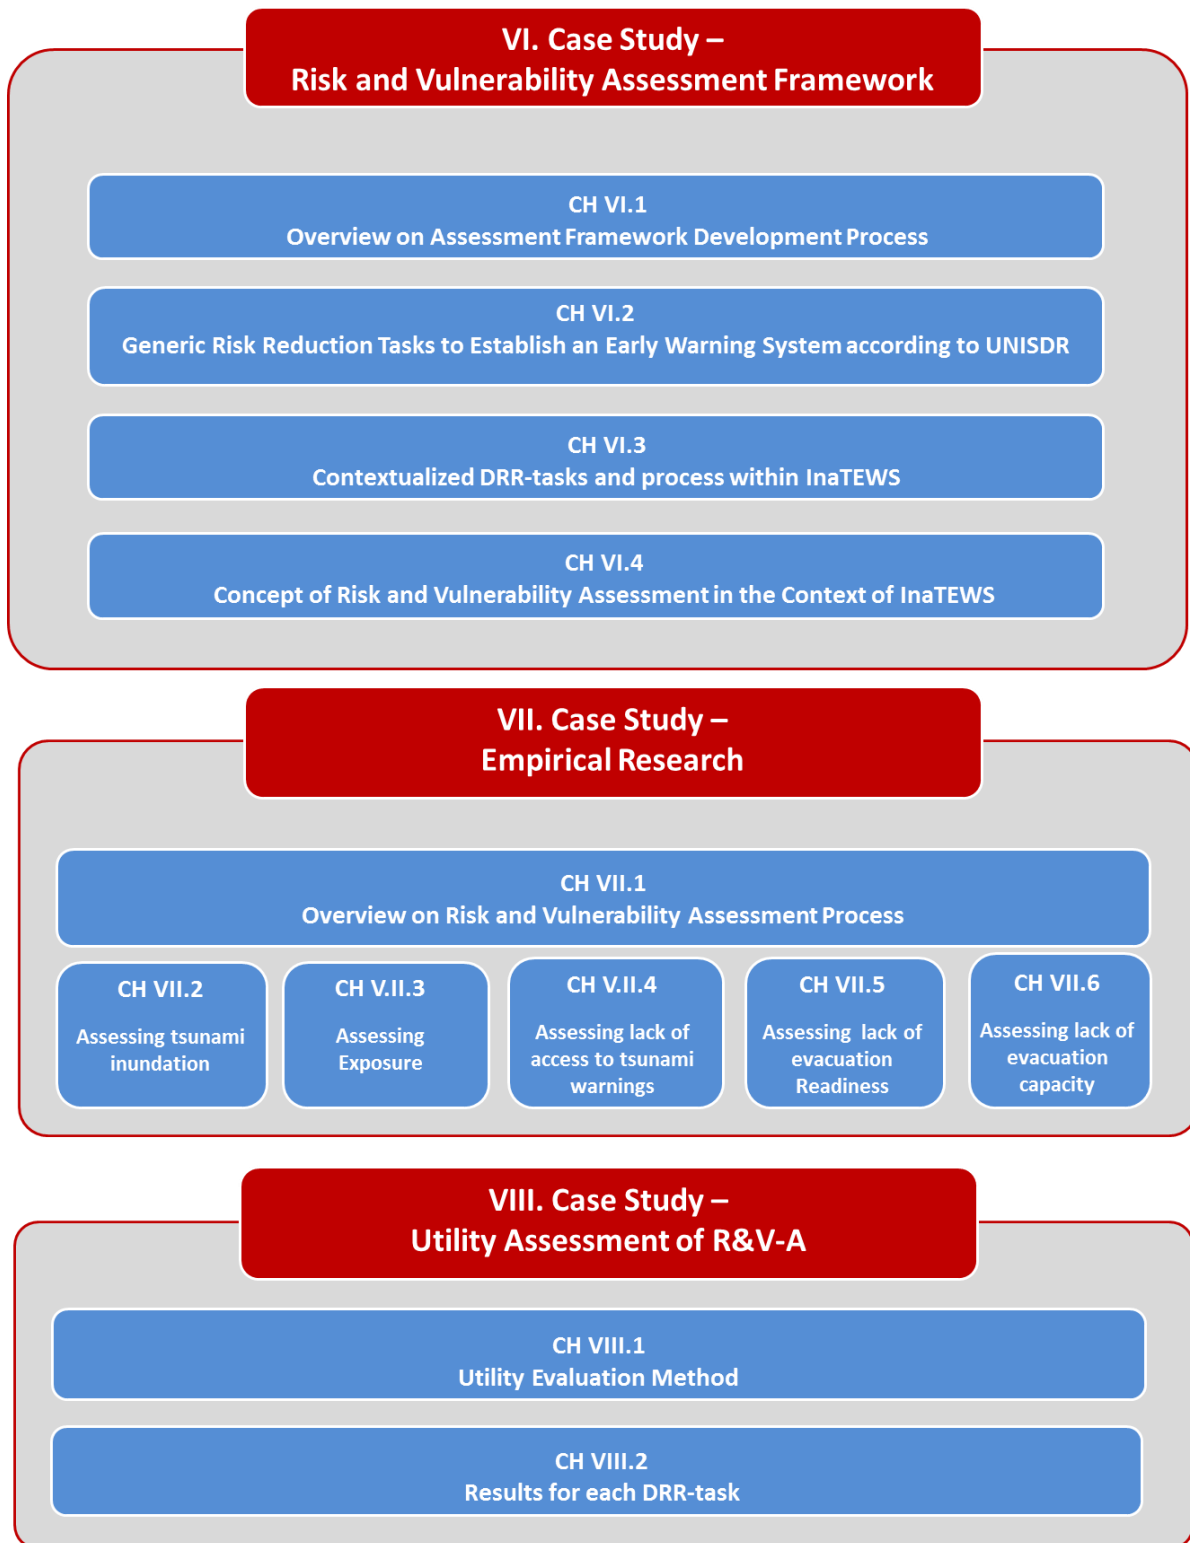 VI. Case Study –
Risk and Vulnerability Assessment Framework
CH VI.1
Overview on Assessment Framework Development Process
CH VI.2
Generic Risk Reduction Tasks to Establish an Early Warning System according to UNISDR
CH VI.3
Contextualized DRR-tasks and process within InaTEWS
CH VI.4
Concept of Risk and Vulnerability Assessment in the Context of InaTEWS
VII. Case Study –
Empirical Research
CH VII.1
Overview on Risk and Vulnerability Assessment Process
CH VII.2
Assessing tsunami
inundation
CH V.II.3
Assessing
Exposure
CH V.II.4
Assessing lack of
access to tsunami
warnings
CH VII.5
Assessing lack of
evacuation
Readiness
CH VII.6
Assessing lack of
evacuation
capacity
VIII. Case Study –
Utility Assessment of R&V-A
CH VIII.1
Utility Evaluation Method
CH VIII.2
Results for each DRR-task